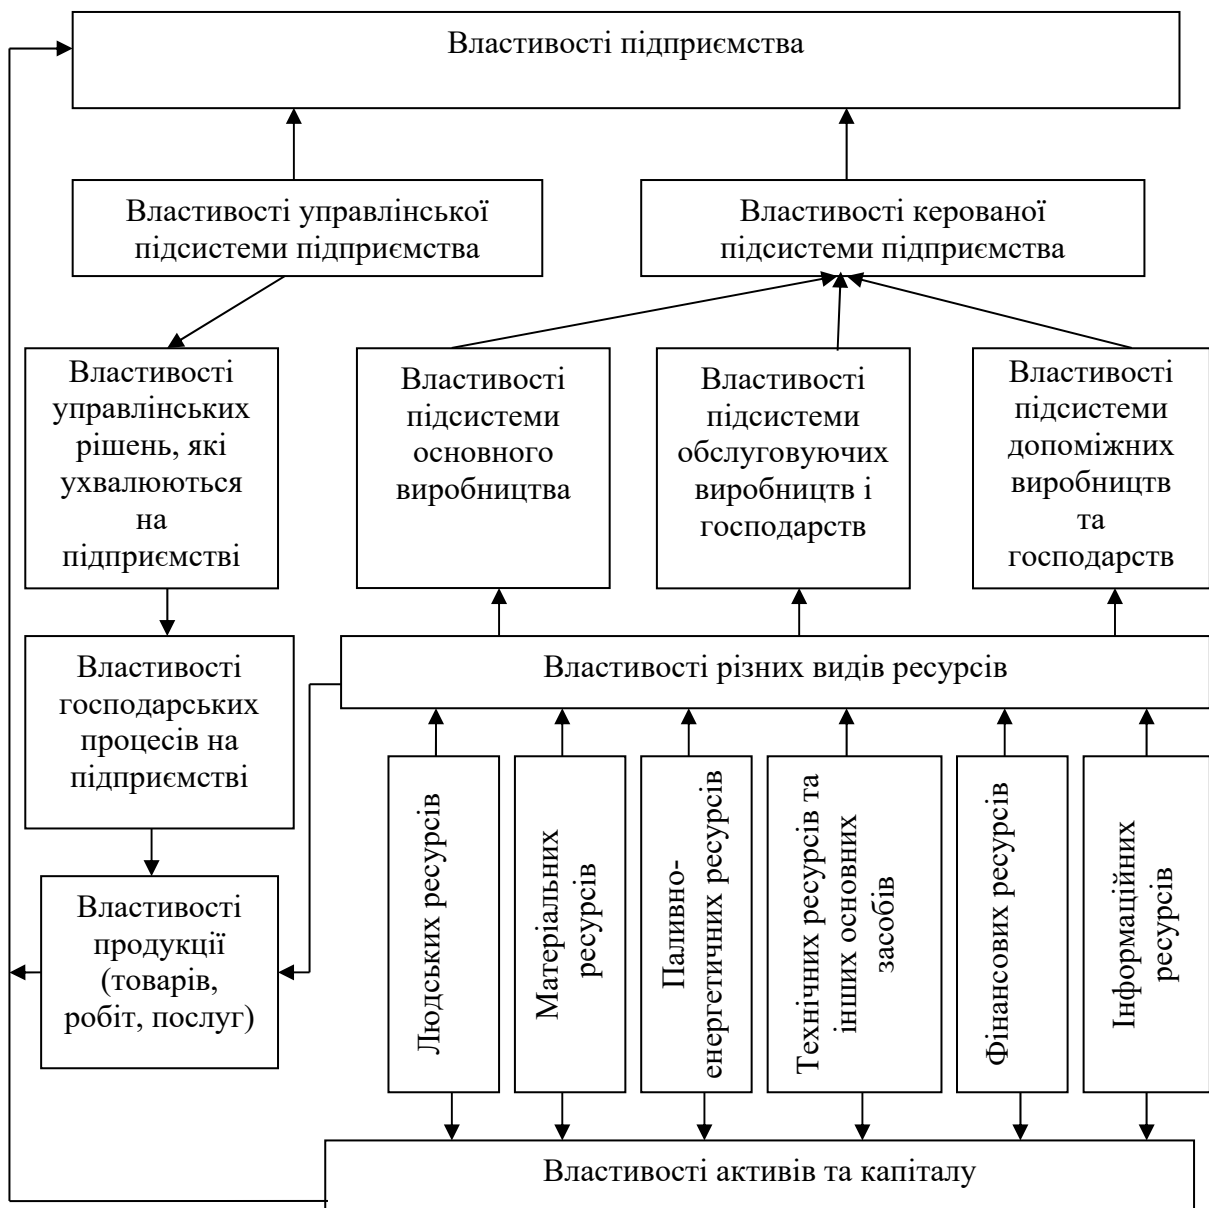 Властивості підприємства
Властивості управлінської
підсистеми підприємства
Властивості керованої
підсистеми підприємства
Властивості
управлінських
рішень, які
ухвалюються
на
підприємстві
Властивості
підсистеми
основного
виробництва
Властивості
підсистеми
обслуговуючих
виробництв і
господарств
Властивості
підсистеми
допоміжних
виробництв
та
господарств
Властивості
господарських
процесів на
підприємстві
Властивості різних видів ресурсів
Властивості
продукції
(товарів,
робіт, послуг)
Людських ресурсів
Матеріальних
ресурсів
Паливно-
енергетичних ресурсів
Технічних ресурсів та
інших основних
засобів
Фінансових ресурсів
Інформаційних
ресурсів
Властивості активів та капіталу